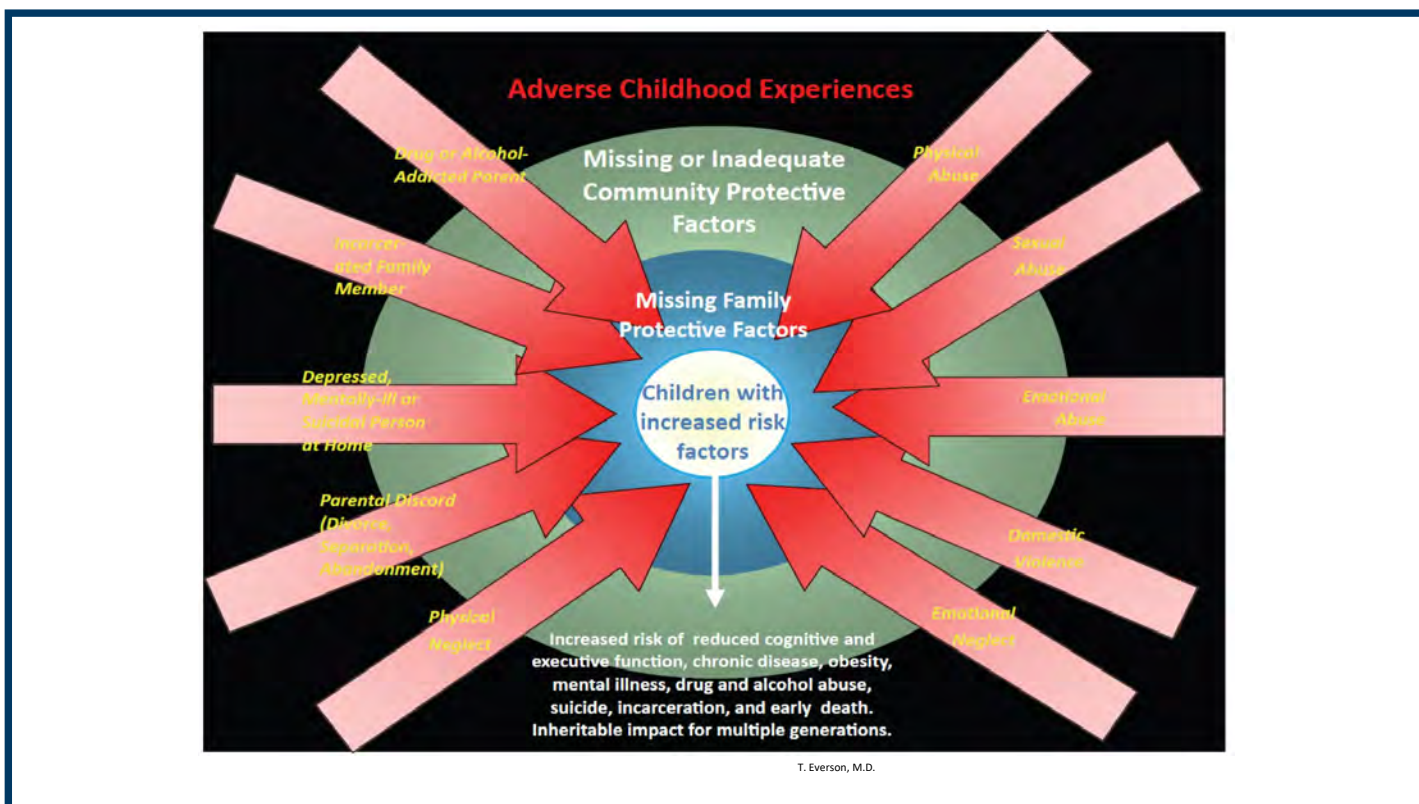 Adverse Childhood Experiences
Drug or Alcohol-
Addicted Parent
Missing or Inadequate
Community Protective
Factors
Physical
Abuse
Incarcer-
ated Family
Member
Sexual
Abuse
Missing Family
Protective Factors
Depressed,
Mentally-ill or
Suicidal Person
at Home
Children with
increased risk
factors
Emotional
Abuse
Parental Discord
(Divorce,
Separation,
Abandonment)
Domestic
Violence
Physical
Neglect
Emotional
Neglect
Increased risk of reduced cognitive and
executive function, chronic disease, obesity,
mental illness, drug and alcohol abuse,
suicide, incarceration, and early death.
Inheritable impact for multiple generations.
T. Everson, M.D.